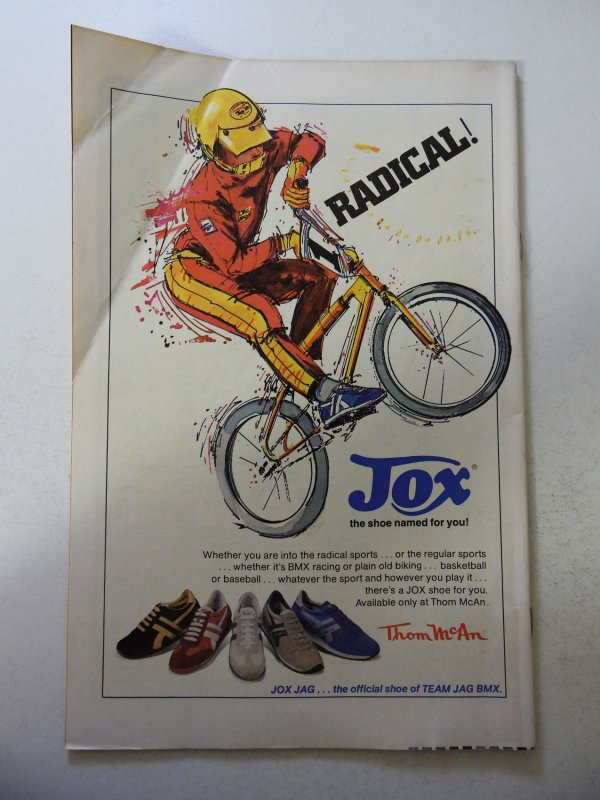 RADICAL!
1
Jox®
the shoe named for you!
Whether you are into the radical sports ... or the regular sports
... whether it's BMX racing or plain old biking ... basketball
or baseball ... whatever the sport and however you play it ...
there's a JOX shoe for you.
Available only at Thom McAn.
Thom McAn
JOX JAG ... the official shoe of TEAM JAG BMX.